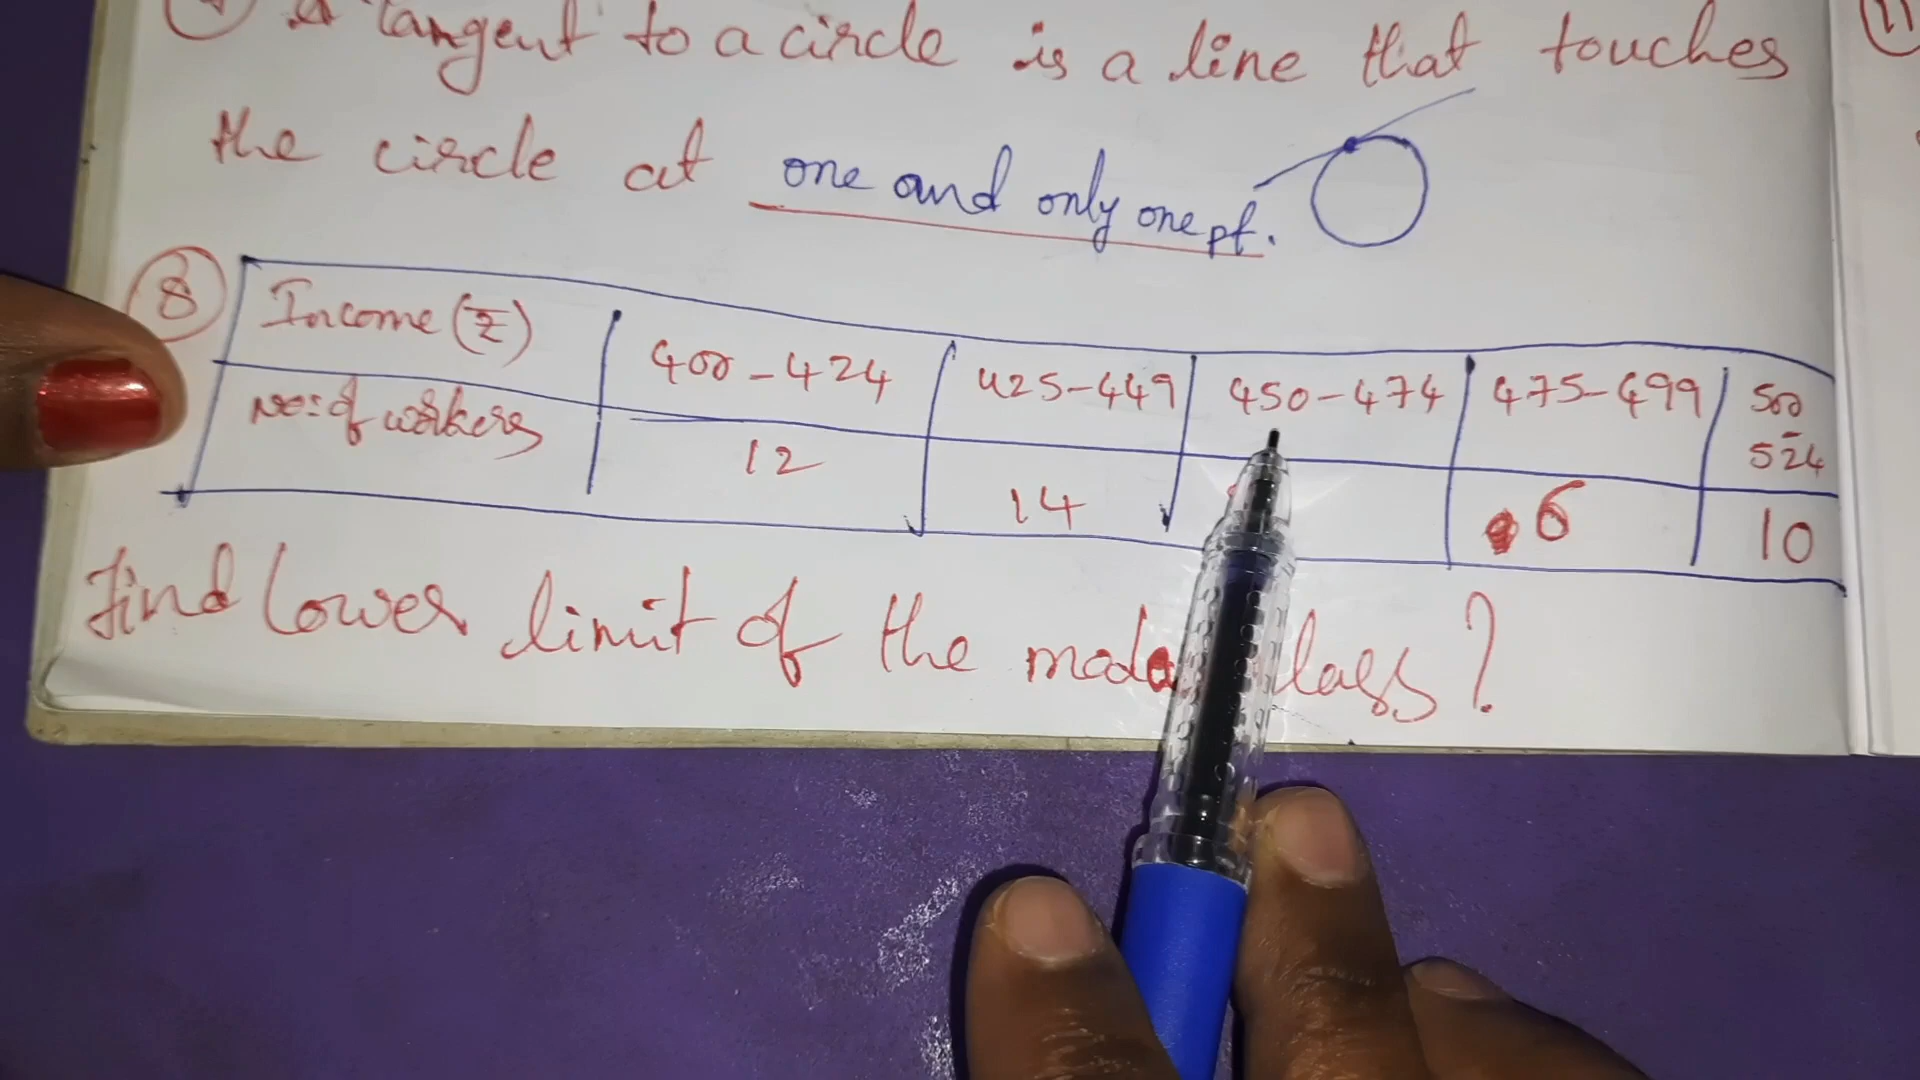 A tangent to a circle is a line that touches
the circle at one and only one pt.
8 Income (₹) 400-424 425-449 450-474 475-499 500-524
No: of workers 12 14 6 10
Find lower limit of the modal class?